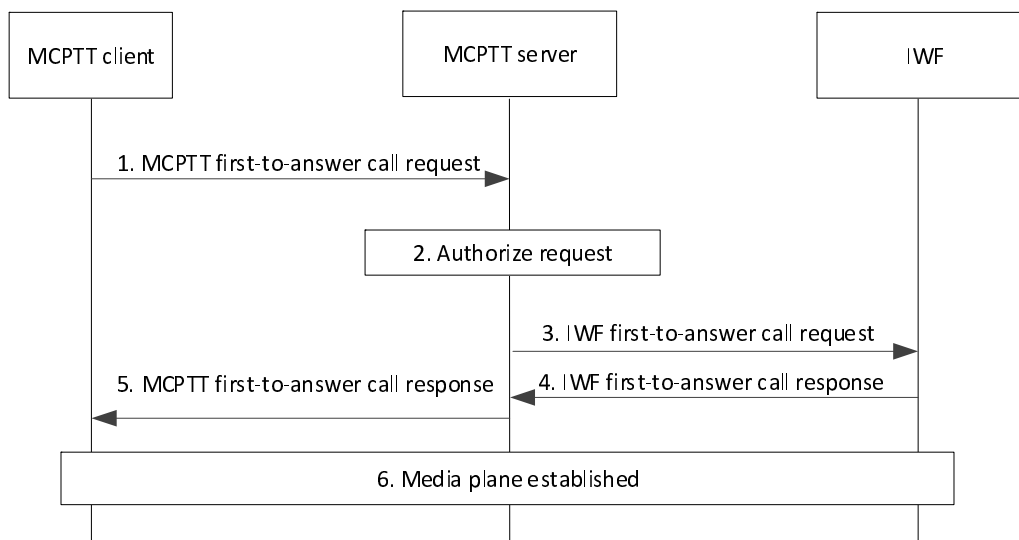 MCPTT client
MCPTT server
IWF
1. MCPTT first-to-answer call request
2. Authorize request
3. IWF first-to-answer call request
5. MCPTT first-to-answer call response
4. IWF first-to-answer call response
6. Media plane established